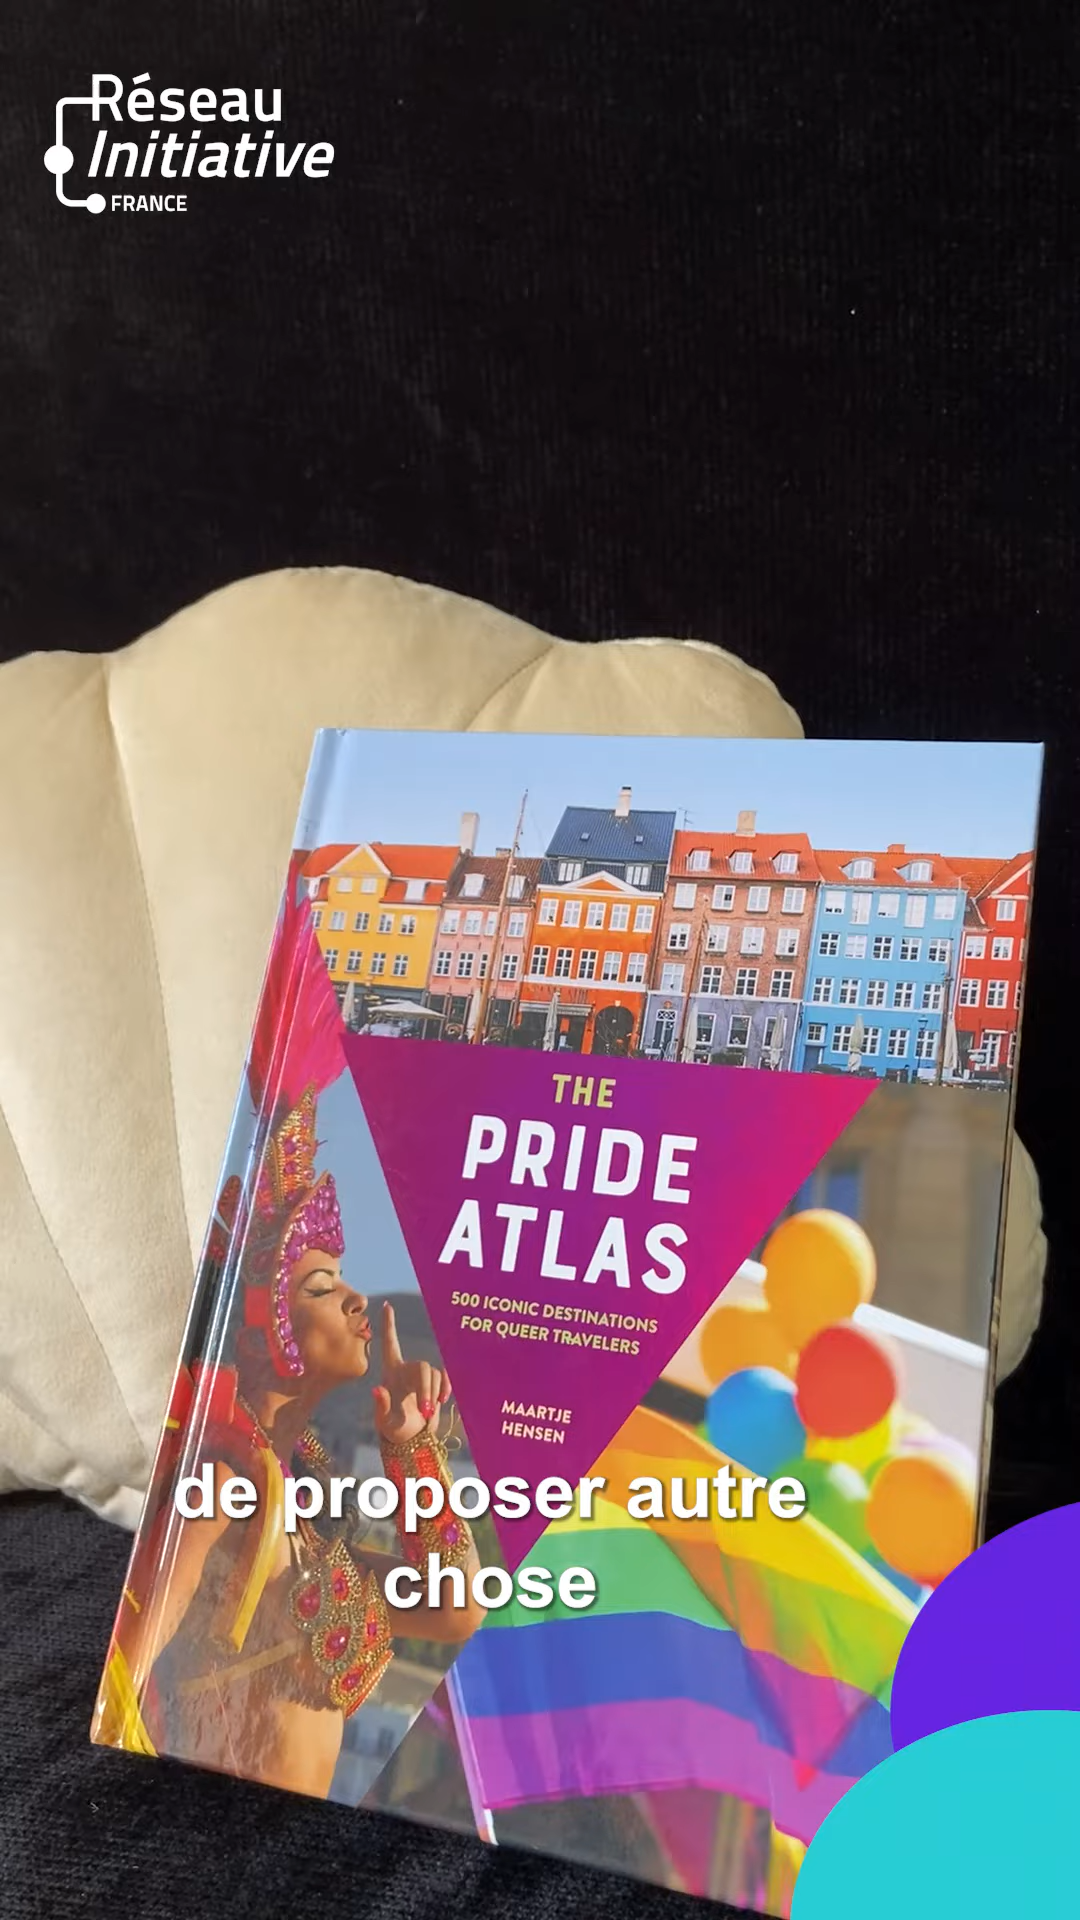 Réseau
Initiative
FRANCE
THE
PRIDE
ATLAS
500 ICONIC DESTINATIONS
FOR QUEER TRAVELERS
MAARTJE
HENSEN
de proposer autre
chose